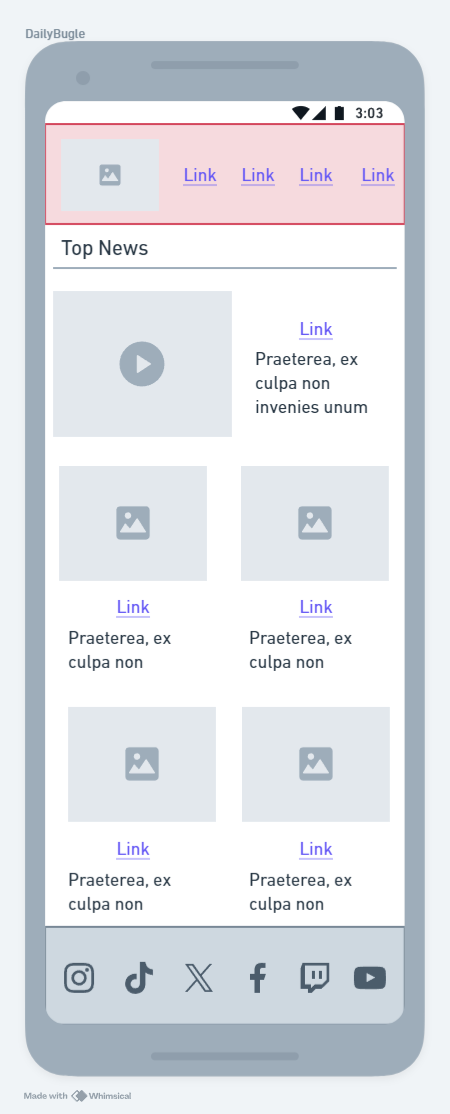 DailyBugle
3:03
Link Link Link Link
Top News
Link
Praeterea, ex
culpa non
invenies unum
Link
Praeterea, ex
culpa non
Link
Praeterea, ex
culpa non
Link
Praeterea, ex
culpa non
Link
Praeterea, ex
culpa non
Made with Whimsical